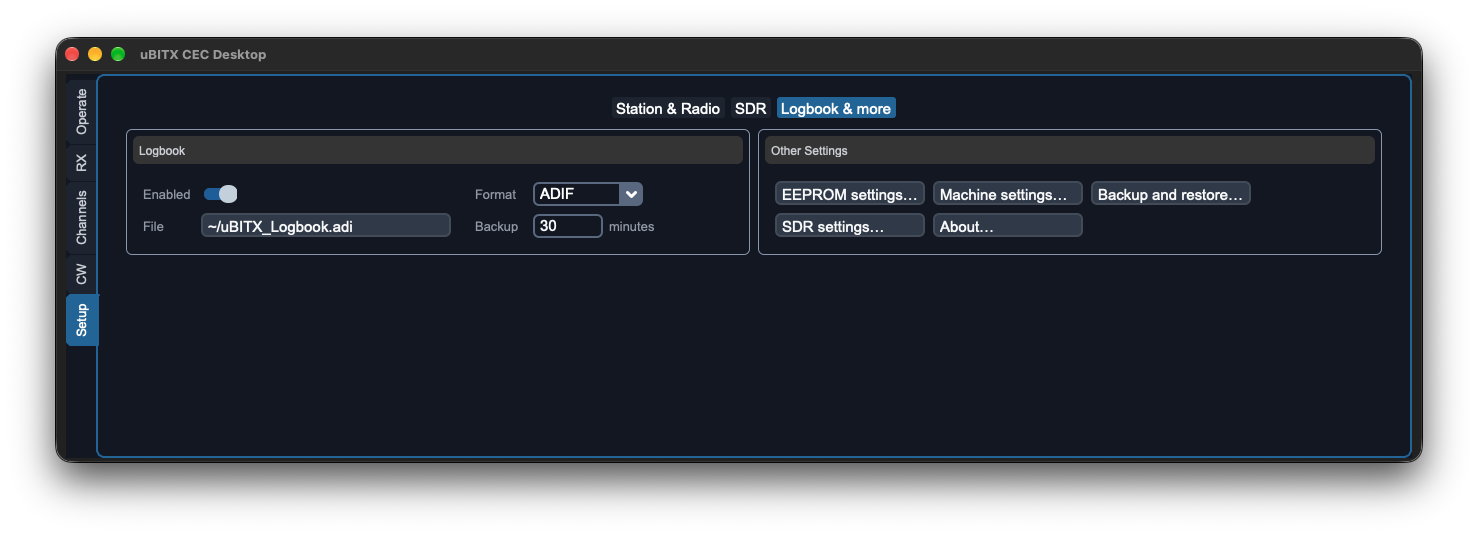 uBITX CEC Desktop
Operate
RX
Channels
CW
Setup
Station & Radio SDR Logbook & more
Logbook
Enabled
Format ADIF
File ~/uBITX_Logbook.adi
Backup 30 minutes
Other Settings
EEPROM settings... Machine settings... Backup and restore...
SDR settings... About...